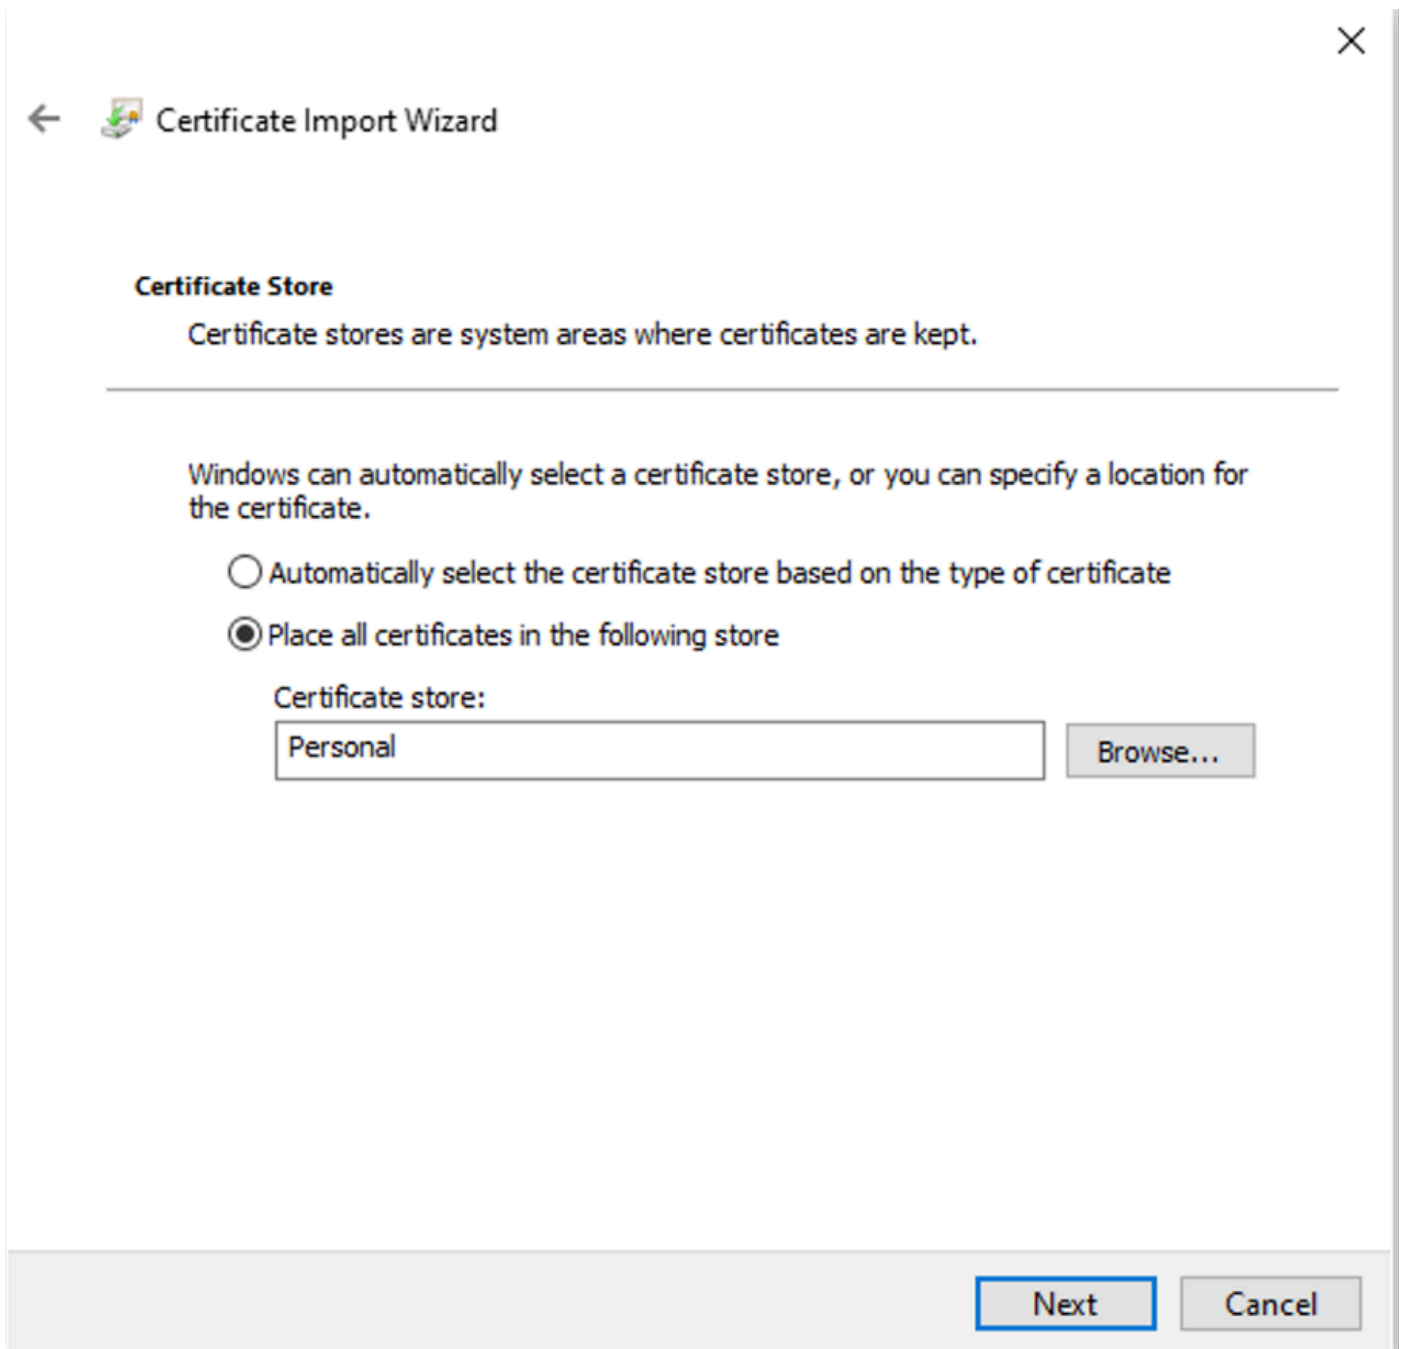 Certificate Import Wizard
Certificate Store
Certificate stores are system areas where certificates are kept.
Windows can automatically select a certificate store, or you can specify a location for
the certificate.
Automatically select the certificate store based on the type of certificate
Place all certificates in the following store
Certificate store:
Personal
Browse...
Next
Cancel